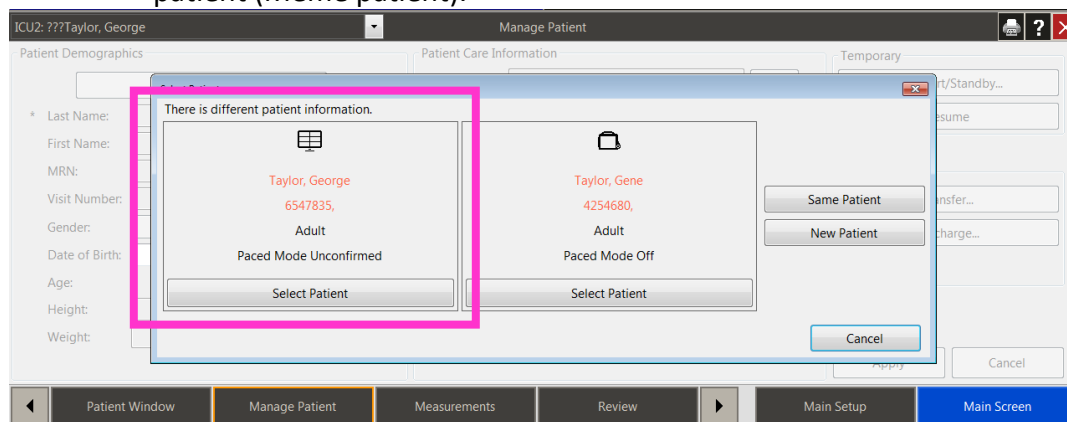 patient (même patient).
ICU2: ???Taylor, George
Manage Patient
?
Patient Demographics
Patient Care Information
Temporary
rt/Standby...
There is different patient information.
* Last Name:
First Name:
MRN:
Visit Number:
Gender:
Date of Birth:
Age:
Height:
Weight:
Taylor, George
6547835,
Adult
Paced Mode Unconfirmed
Select Patient
Taylor, Gene
4254680,
Adult
Paced Mode Off
Select Patient
Same Patient
New Patient
Cancel
esume
nsfer...
charge...
Apply
Cancel
Patient Window
Manage Patient
Measurements
Review
Main Setup
Main Screen